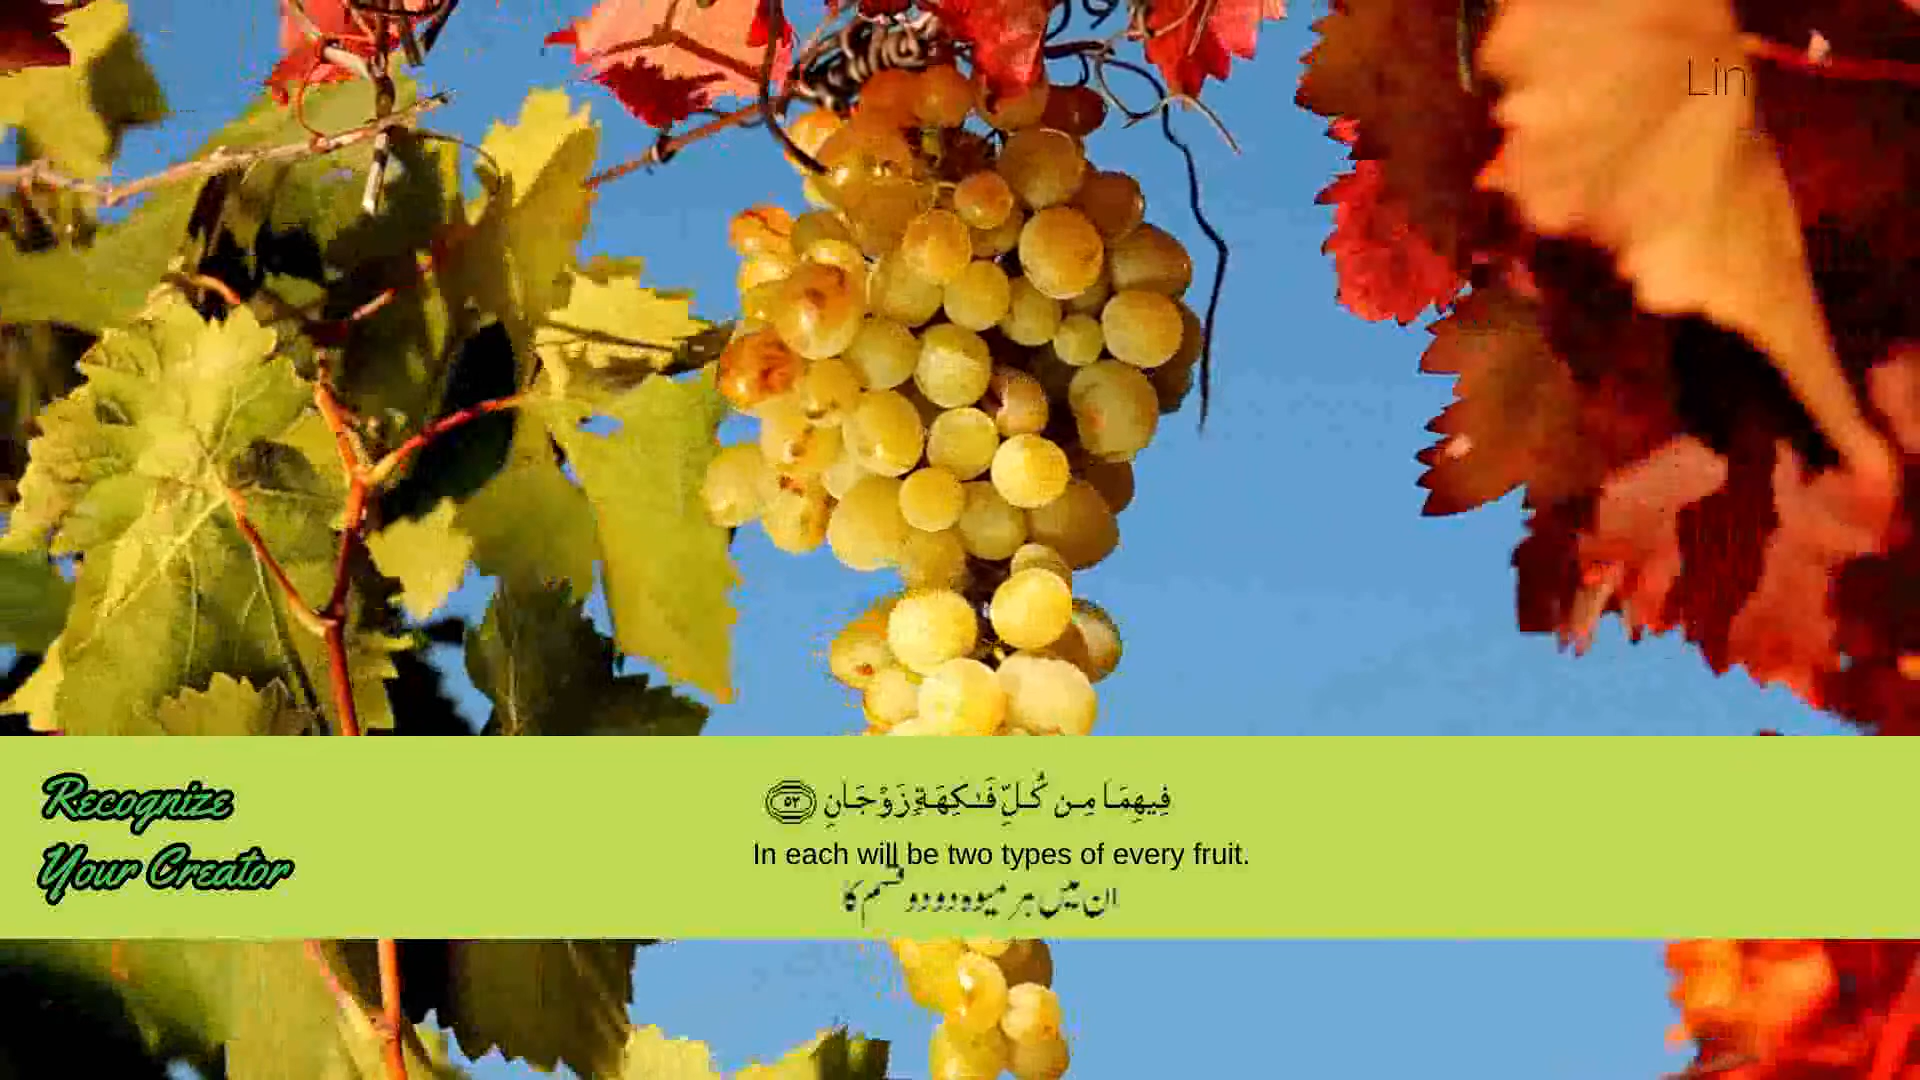 Lin
Recognize
Your Creator
فِيهِمَا مِن كُلِّ فَـٰكِهَةٍ زَوْجَانِ ۝٥٢
In each will be two types of every fruit.
ان میں ہر میوہ دو دو قسم کا